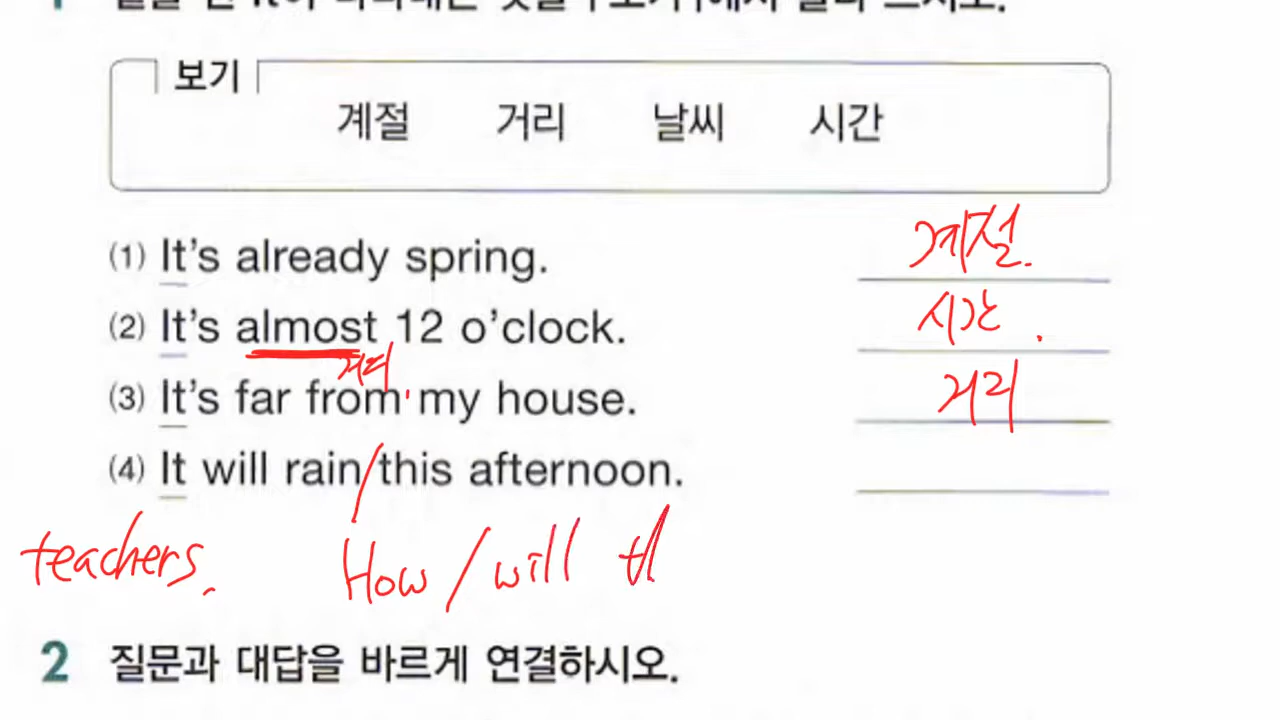 보기
계절 거리 날씨 시간
(1) It's already spring. 계절.
(2) It's almost 12 o'clock. 시간.
거리
(3) It's far from my house. 거리
(4) It will rain/this afternoon.
teachers. How / will th
2 질문과 대답을 바르게 연결하시오.